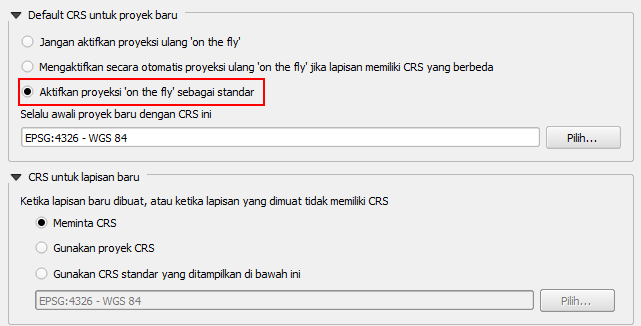 Default CRS untuk proyek baru
Jangan aktifkan proyeksi ulang 'on the fly'
Mengaktifkan secara otomatis proyeksi ulang 'on the fly' jika lapisan memiliki CRS yang berbeda
Aktifkan proyeksi 'on the fly' sebagai standar
Selalu awali proyek baru dengan CRS ini
EPSG:4326 - WGS 84
Pilih...
CRS untuk lapisan baru
Ketika lapisan baru dibuat, atau ketika lapisan yang dimuat tidak memiliki CRS
Meminta CRS
Gunakan proyek CRS
Gunakan CRS standar yang ditampilkan di bawah ini
EPSG:4326 - WGS 84
Pilih...